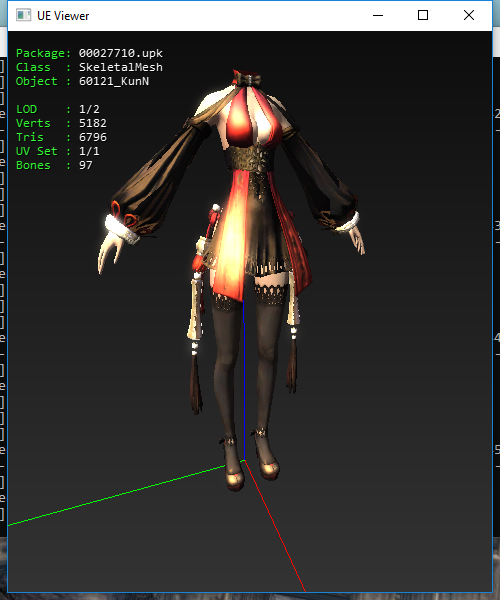 UE Viewer
Package: 00027710.upk
Class : SkeletalMesh
Object : 60121_KunN
LOD : 1/2
Verts : 5182
Tris : 6796
UV Set : 1/1
Bones : 97